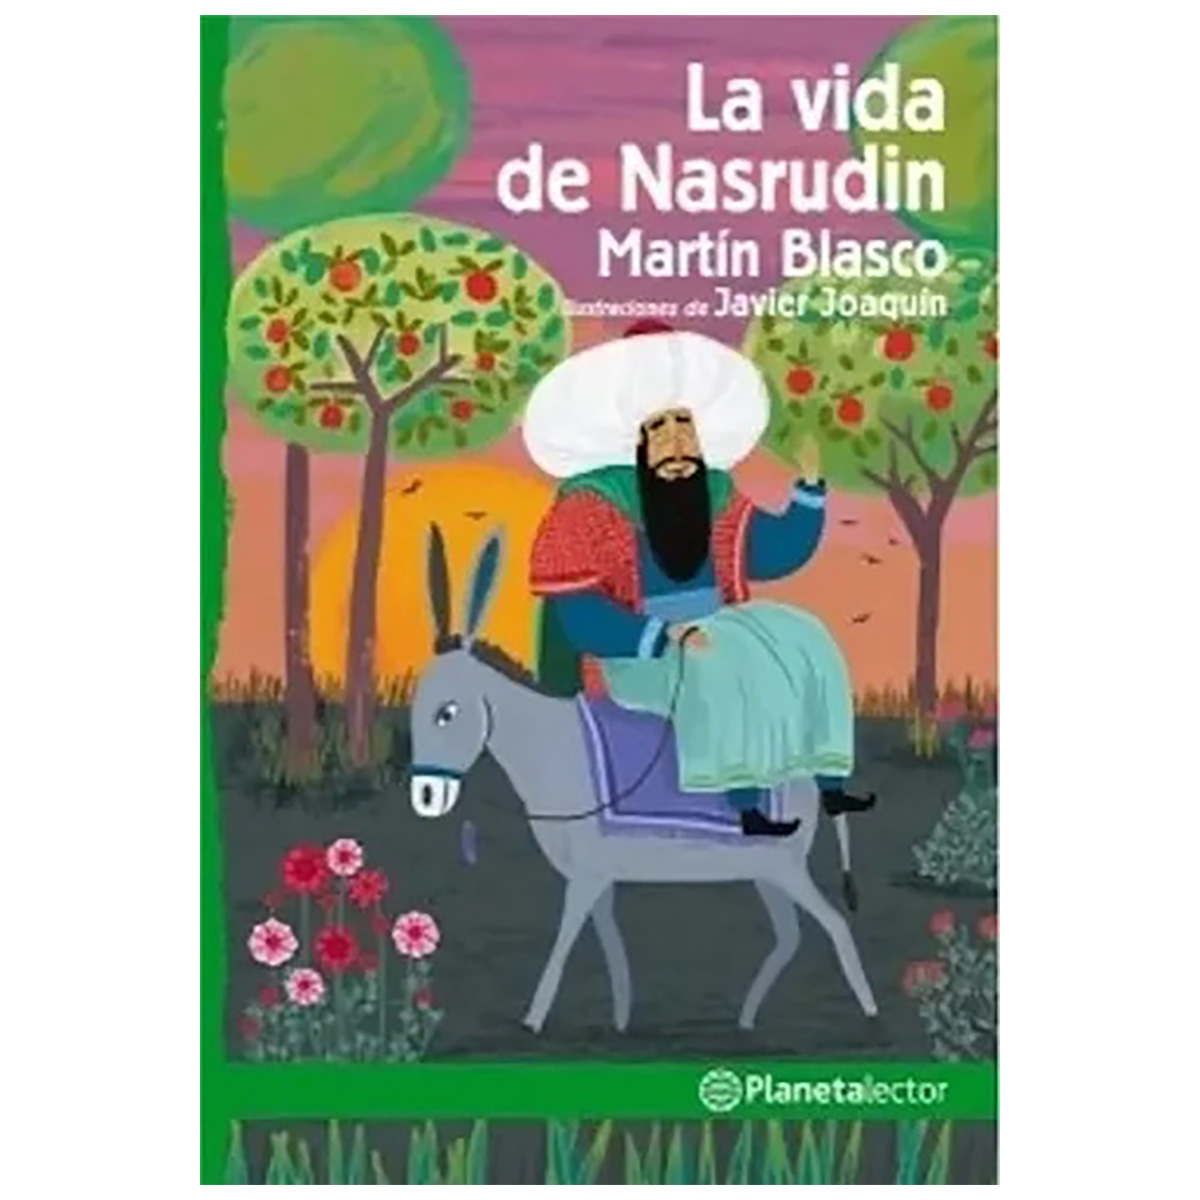 La vida
de Nasrudin
Martín Blasco
Ilustraciones de Javier Joaquín
Planetalector